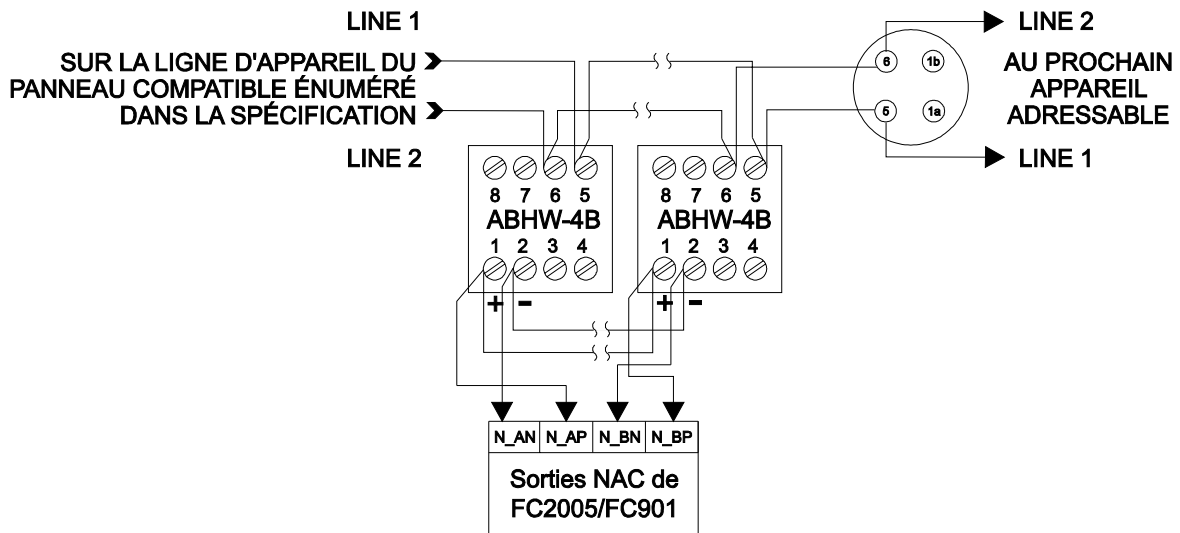 LINE 1
SUR LA LIGNE D'APPAREIL DU
PANNEAU COMPATIBLE ÉNUMÉRÉ
DANS LA SPÉCIFICATION
LINE 2
LINE 2
AU PROCHAIN
APPAREIL
ADRESSABLE
LINE 1
6 1b
5 1a
8 7 6 5
ABHW-4B
1 2 3 4
+ -
8 7 6 5
ABHW-4B
1 2 3 4
+ -
N_AN N_AP N_BN N_BP
Sorties NAC de
FC2005/FC901